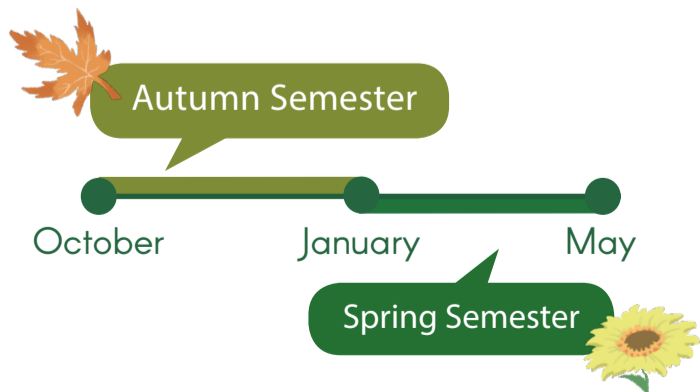 Autumn Semester
October
January
May
Spring Semester